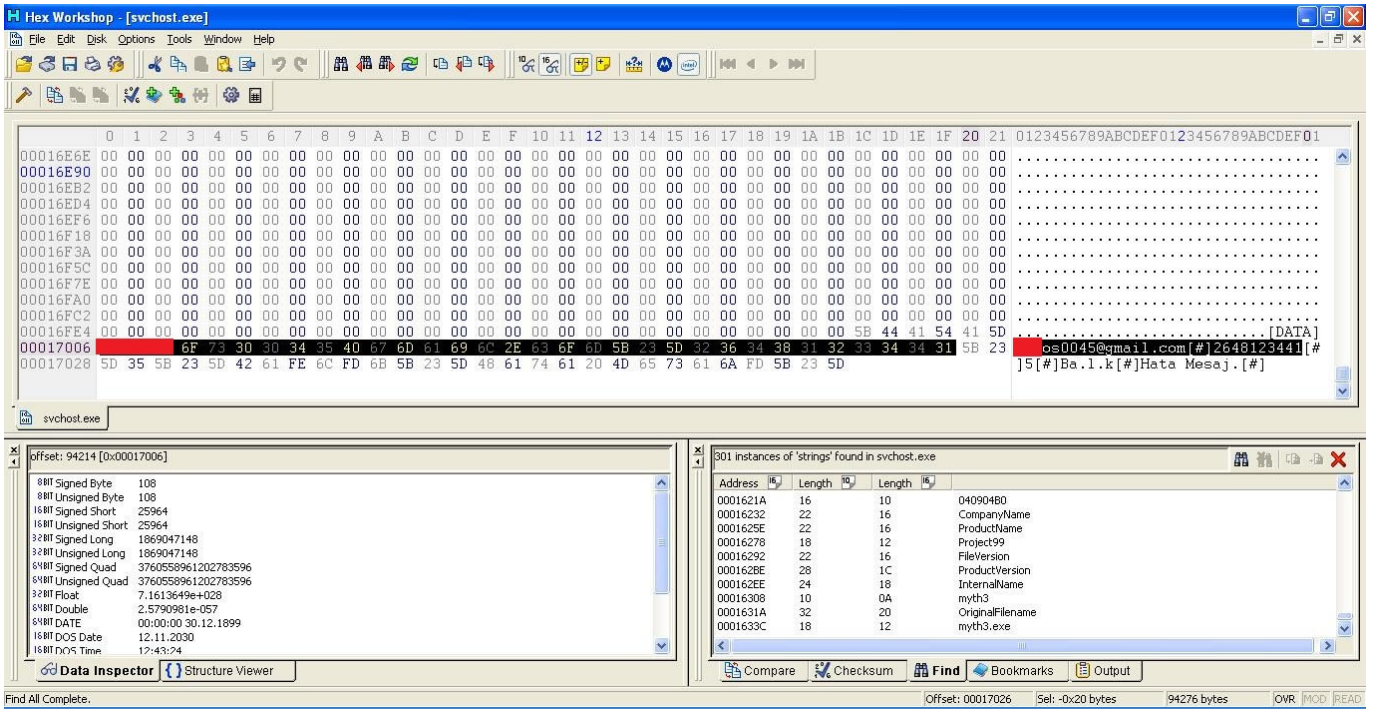 Hex Workshop - [svchost.exe]
File Edit Disk Options Tools Window Help
0 1 2 3 4 5 6 7 8 9 A B C D E F 10 11 12 13 14 15 16 17 18 19 1A 1B 1C 1D 1E 1F 20 21 0123456789ABCDEF0123456789ABCDEF01
00016E6E 00 00 00 00 00 00 00 00 00 00 00 00 00 00 00 00 00 00 00 00 00 00 00 00 00 00 00 00 00 00 00 00 00 00 ..................................
00016E90 00 00 00 00 00 00 00 00 00 00 00 00 00 00 00 00 00 00 00 00 00 00 00 00 00 00 00 00 00 00 00 00 00 00 ..................................
00016EB2 00 00 00 00 00 00 00 00 00 00 00 00 00 00 00 00 00 00 00 00 00 00 00 00 00 00 00 00 00 00 00 00 00 00 ..................................
00016ED4 00 00 00 00 00 00 00 00 00 00 00 00 00 00 00 00 00 00 00 00 00 00 00 00 00 00 00 00 00 00 00 00 00 00 ..................................
00016EF6 00 00 00 00 00 00 00 00 00 00 00 00 00 00 00 00 00 00 00 00 00 00 00 00 00 00 00 00 00 00 00 00 00 00 ..................................
00016F18 00 00 00 00 00 00 00 00 00 00 00 00 00 00 00 00 00 00 00 00 00 00 00 00 00 00 00 00 00 00 00 00 00 00 ..................................
00016F3A 00 00 00 00 00 00 00 00 00 00 00 00 00 00 00 00 00 00 00 00 00 00 00 00 00 00 00 00 00 00 00 00 00 00 ..................................
00016F5C 00 00 00 00 00 00 00 00 00 00 00 00 00 00 00 00 00 00 00 00 00 00 00 00 00 00 00 00 00 00 00 00 00 00 ..................................
00016F7E 00 00 00 00 00 00 00 00 00 00 00 00 00 00 00 00 00 00 00 00 00 00 00 00 00 00 00 00 00 00 00 00 00 00 ..................................
00016FA0 00 00 00 00 00 00 00 00 00 00 00 00 00 00 00 00 00 00 00 00 00 00 00 00 00 00 00 00 00 00 00 00 00 00 ..................................
00016FC2 00 00 00 00 00 00 00 00 00 00 00 00 00 00 00 00 00 00 00 00 00 00 00 00 00 00 00 00 00 00 00 00 00 00 ..................................
00016FE4 00 00 00 00 00 00 00 00 00 00 00 00 00 00 00 00 00 00 00 00 00 00 00 00 00 00 00 00 5B 44 41 54 41 5D ............................[DATA]
00017006 6F 73 30 30 34 35 40 67 6D 61 69 6C 2E 63 6F 6D 5B 23 5D 32 36 34 38 31 32 33 34 34 31 5B 23 os0045@gmail.com[#]2648123441[#
00017028 5D 35 5B 23 5D 42 61 FE 6C FD 6B 5B 23 5D 48 61 74 61 20 4D 65 73 61 6A FD 5B 23 5D ]5[#]Ba.l.k[#]Hata Mesaj.[#]
svchost.exe
offset: 94214 [0x00017006]
8BIT Signed Byte 108
8BIT Unsigned Byte 108
16BIT Signed Short 25964
16BIT Unsigned Short 25964
32BIT Signed Long 1869047148
32BIT Unsigned Long 1869047148
64BIT Signed Quad 3760558961202783596
64BIT Unsigned Quad 3760558961202783596
32BIT Float 7.1613649e+028
64BIT Double 2.5790981e-057
64BIT DATE 00:00:00 30.12.1899
16BIT DOS Date 12.11.2030
16BIT DOS Time 12:43:24
Data Inspector Structure Viewer
301 instances of 'strings' found in svchost.exe
Address 16 Length 10 Length 16
0001621A 16 10 040904B0
00016232 22 16 CompanyName
0001625E 22 16 ProductName
00016278 18 12 Project99
00016292 22 16 FileVersion
000162BE 28 1C ProductVersion
000162EE 24 18 InternalName
00016308 10 0A myth3
0001631A 32 20 OriginalFilename
0001633C 18 12 myth3.exe
Compare Checksum Find Bookmarks Output
Find All Complete. Offset: 00017026 Sel: -0x20 bytes 94276 bytes OVR MOD READ